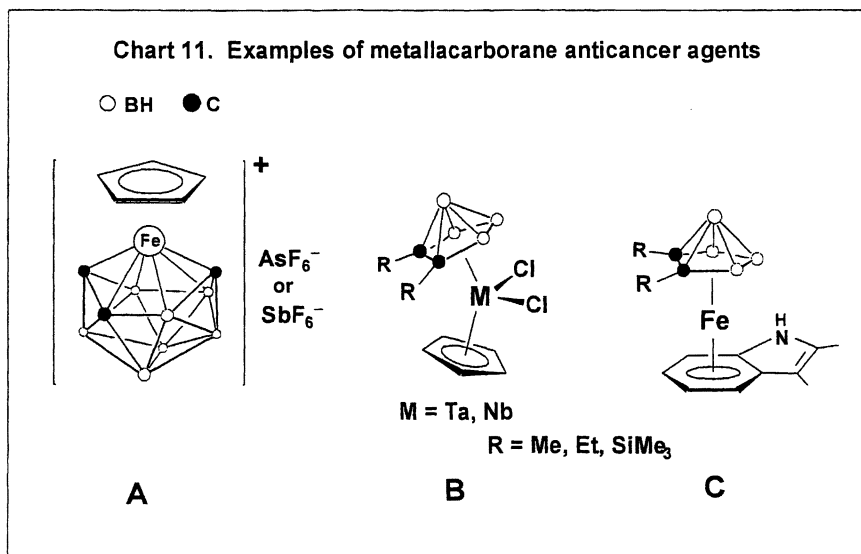 Chart 11. Examples of metallacarborane anticancer agents
BH C
+
Fe
AsF₆⁻
or
SbF₆⁻
R
R
Cl
M
Cl
M = Ta, Nb
R
R
Fe
H
N
R = Me, Et, SiMe₃
A
B
C